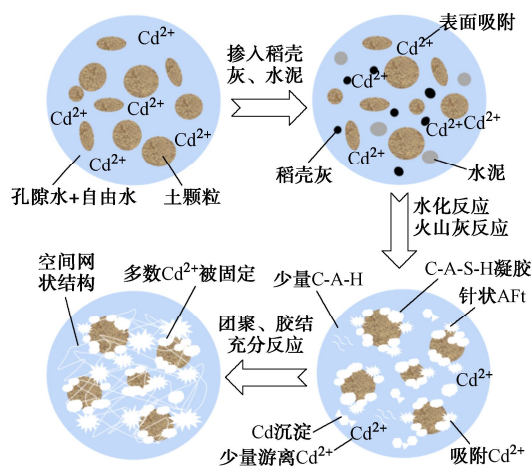 Cd²⁺
Cd²⁺
Cd²⁺
Cd²⁺
Cd²⁺
孔隙水+自由水
土颗粒
掺入稻壳
灰、水泥
表面吸附
Cd²⁺
Cd²⁺
Cd²⁺Cd²⁺
Cd²⁺
稻壳灰
水泥
水化反应
火山灰反应
少量C-A-H
C-A-S-H凝胶
针状AFt
Cd²⁺
Cd²⁺
Cd沉淀
少量游离Cd²⁺
吸附Cd²⁺
团聚、胶结
充分反应
空间网
状结构
多数Cd²⁺被固定